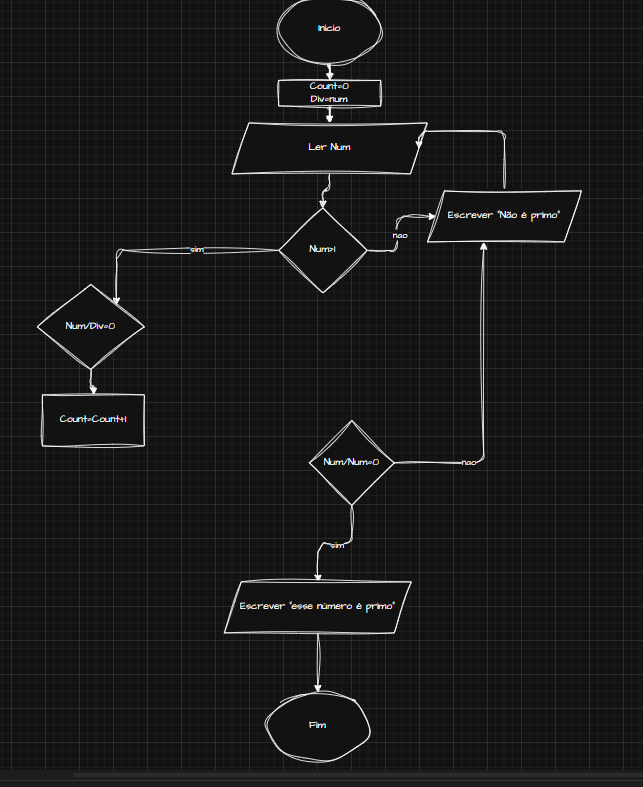 Inicio
Count=0
Div=num
Ler Num
Escrever "Não é primo"
nao
Num>1
sim
Num/Div=0
Count=Count+1
Num/Num=0
nao
sim
Escrever "esse número é primo"
Fim